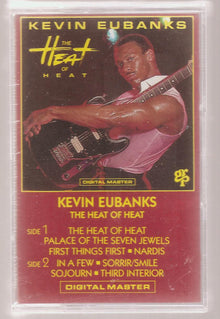 KEVIN EUBANKS
THE
HEAT
OF
HEAT
GRP
DIGITAL MASTER
KEVIN EUBANKS
THE HEAT OF HEAT
SIDE 1 THE HEAT OF HEAT
PALACE OF THE SEVEN JEWELS
FIRST THINGS FIRST ▪ NARDIS
SIDE 2 IN A FEW ▪ SORRIR/SMILE
SOJOURN ▪ THIRD INTERIOR
DIGITAL MASTER